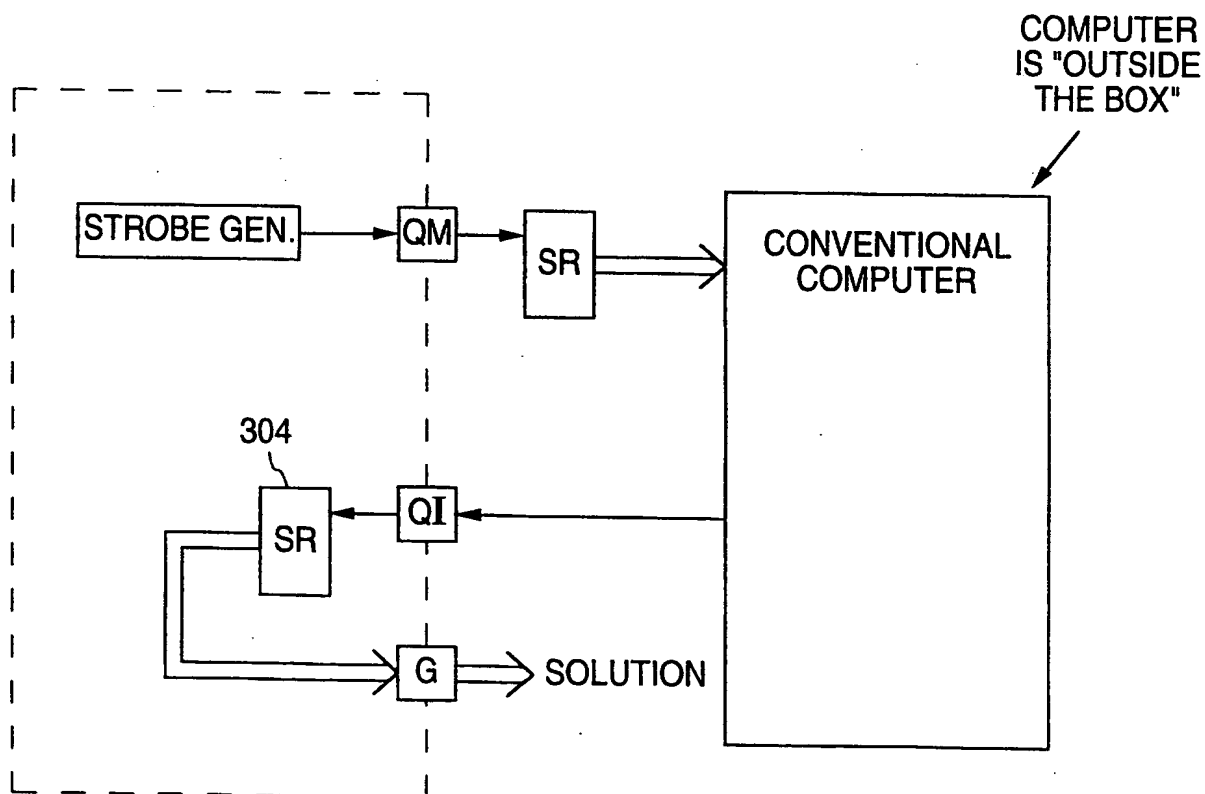 COMPUTER
IS "OUTSIDE
THE BOX"
STROBE GEN.
QM
SR
CONVENTIONAL
COMPUTER
304
SR
QI
G
SOLUTION